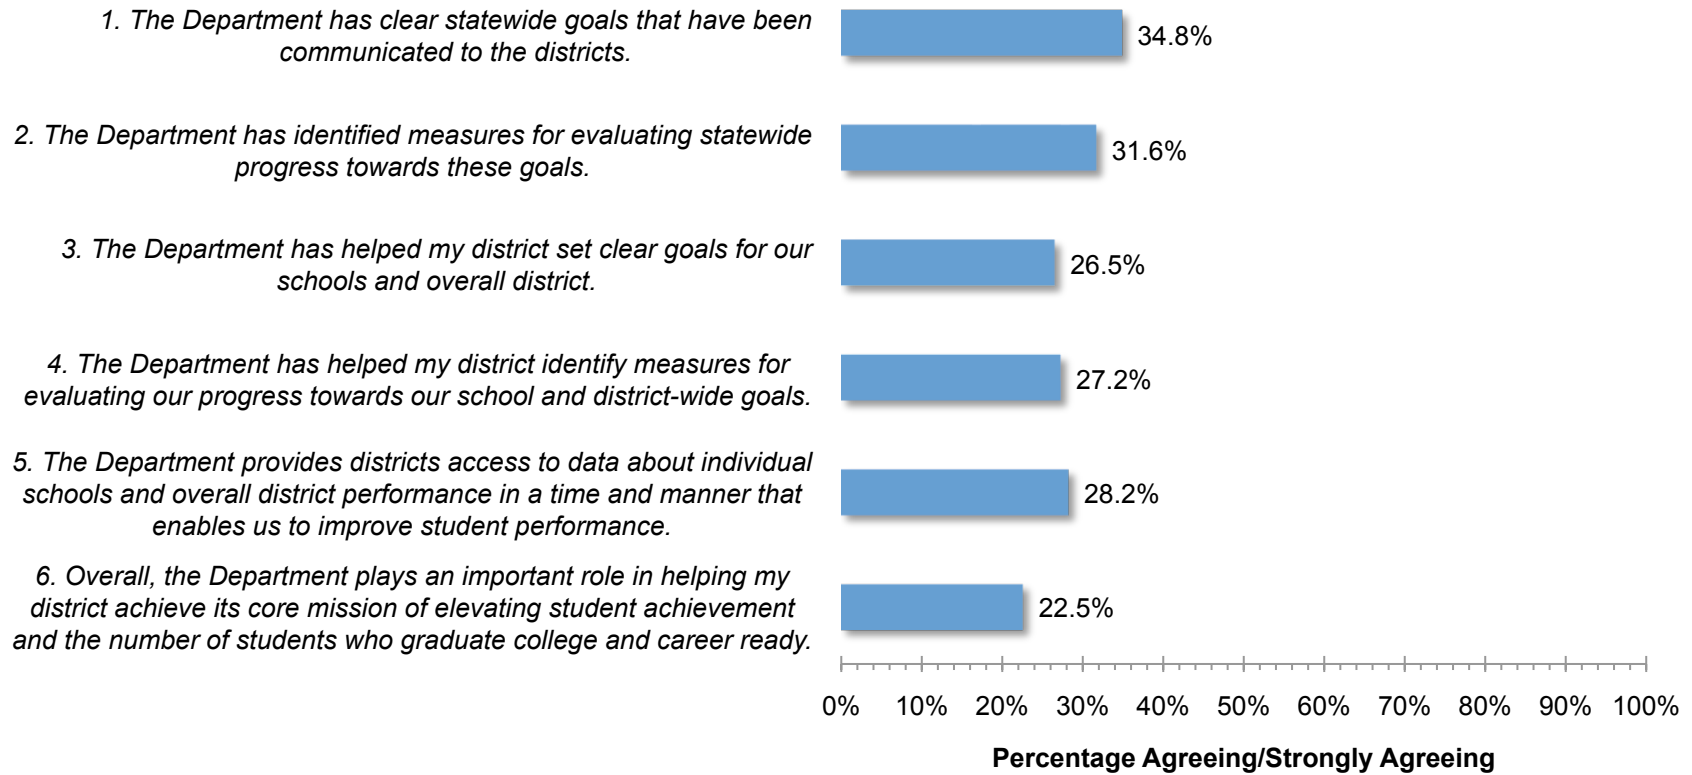 1. The Department has clear statewide goals that have been
communicated to the districts.
34.8%
2. The Department has identified measures for evaluating statewide
progress towards these goals.
31.6%
3. The Department has helped my district set clear goals for our
schools and overall district.
26.5%
4. The Department has helped my district identify measures for
evaluating our progress towards our school and district-wide goals.
27.2%
5. The Department provides districts access to data about individual
schools and overall district performance in a time and manner that
enables us to improve student performance.
28.2%
6. Overall, the Department plays an important role in helping my
district achieve its core mission of elevating student achievement
and the number of students who graduate college and career ready.
22.5%
0% 10% 20% 30% 40% 50% 60% 70% 80% 90% 100%
Percentage Agreeing/Strongly Agreeing